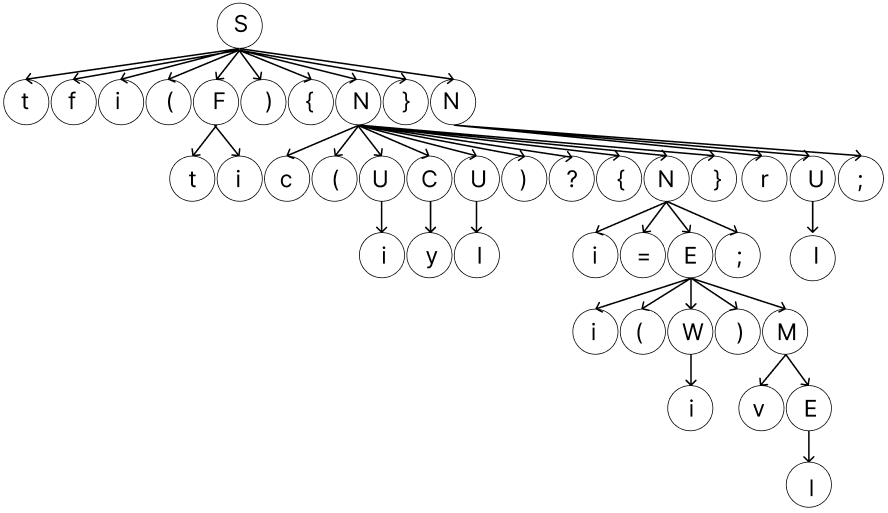 S
t f i ( F ) { N } N
t i c ( U C U ) ? { N } r U ;
i y l i = E ; l
i ( W ) M
i v E
l